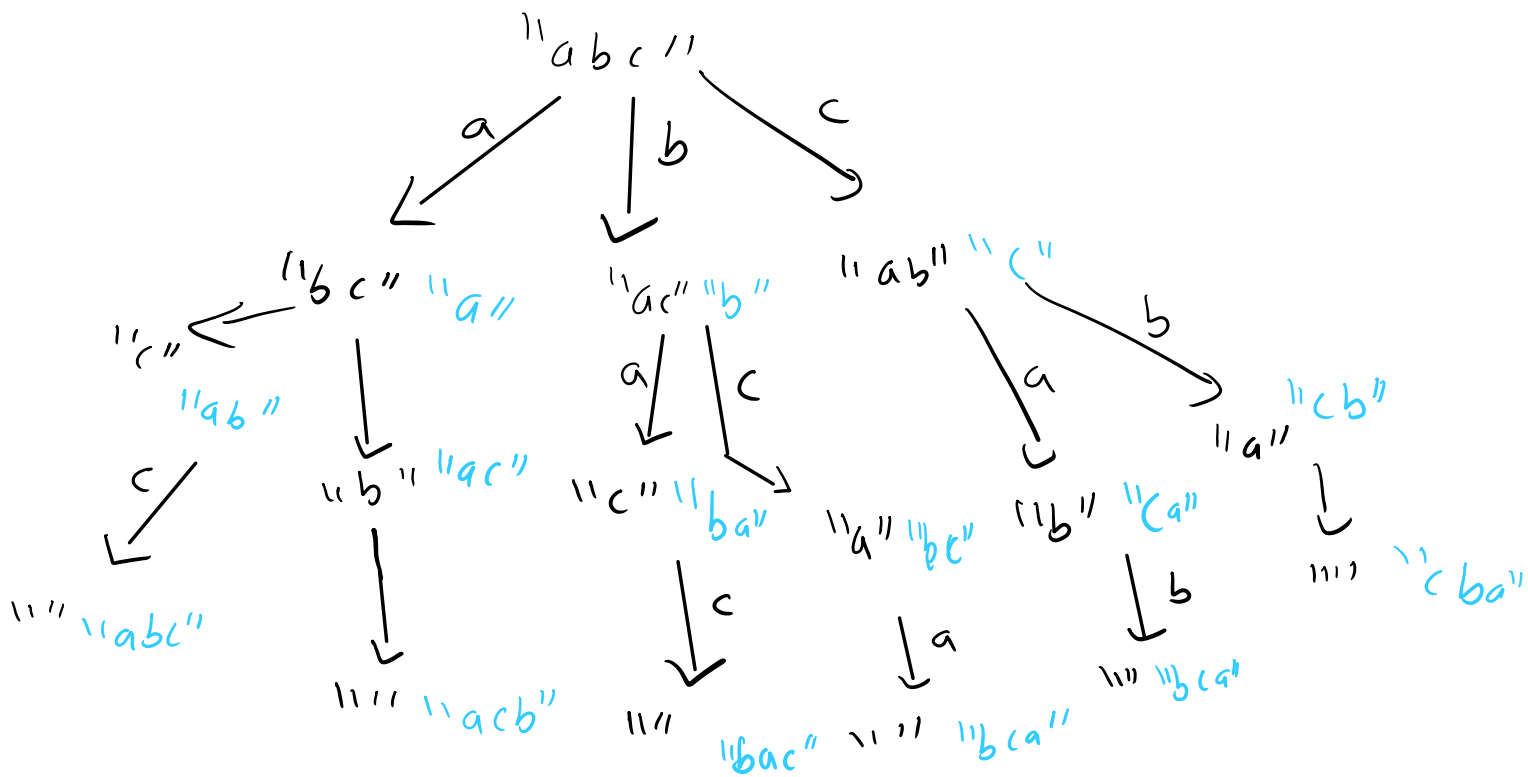 "abc"
a b c
"bc" "a" "ac" "b" "ab" "c"
"c" a c a b
"ab" "cb"
"a"
c "b" "ac" "c" "ba" "a" "bc" "b" "ca"
"" "abc" c a b "" "cba"
"" "acb" "" "bac" "" "bca" "" "bca"